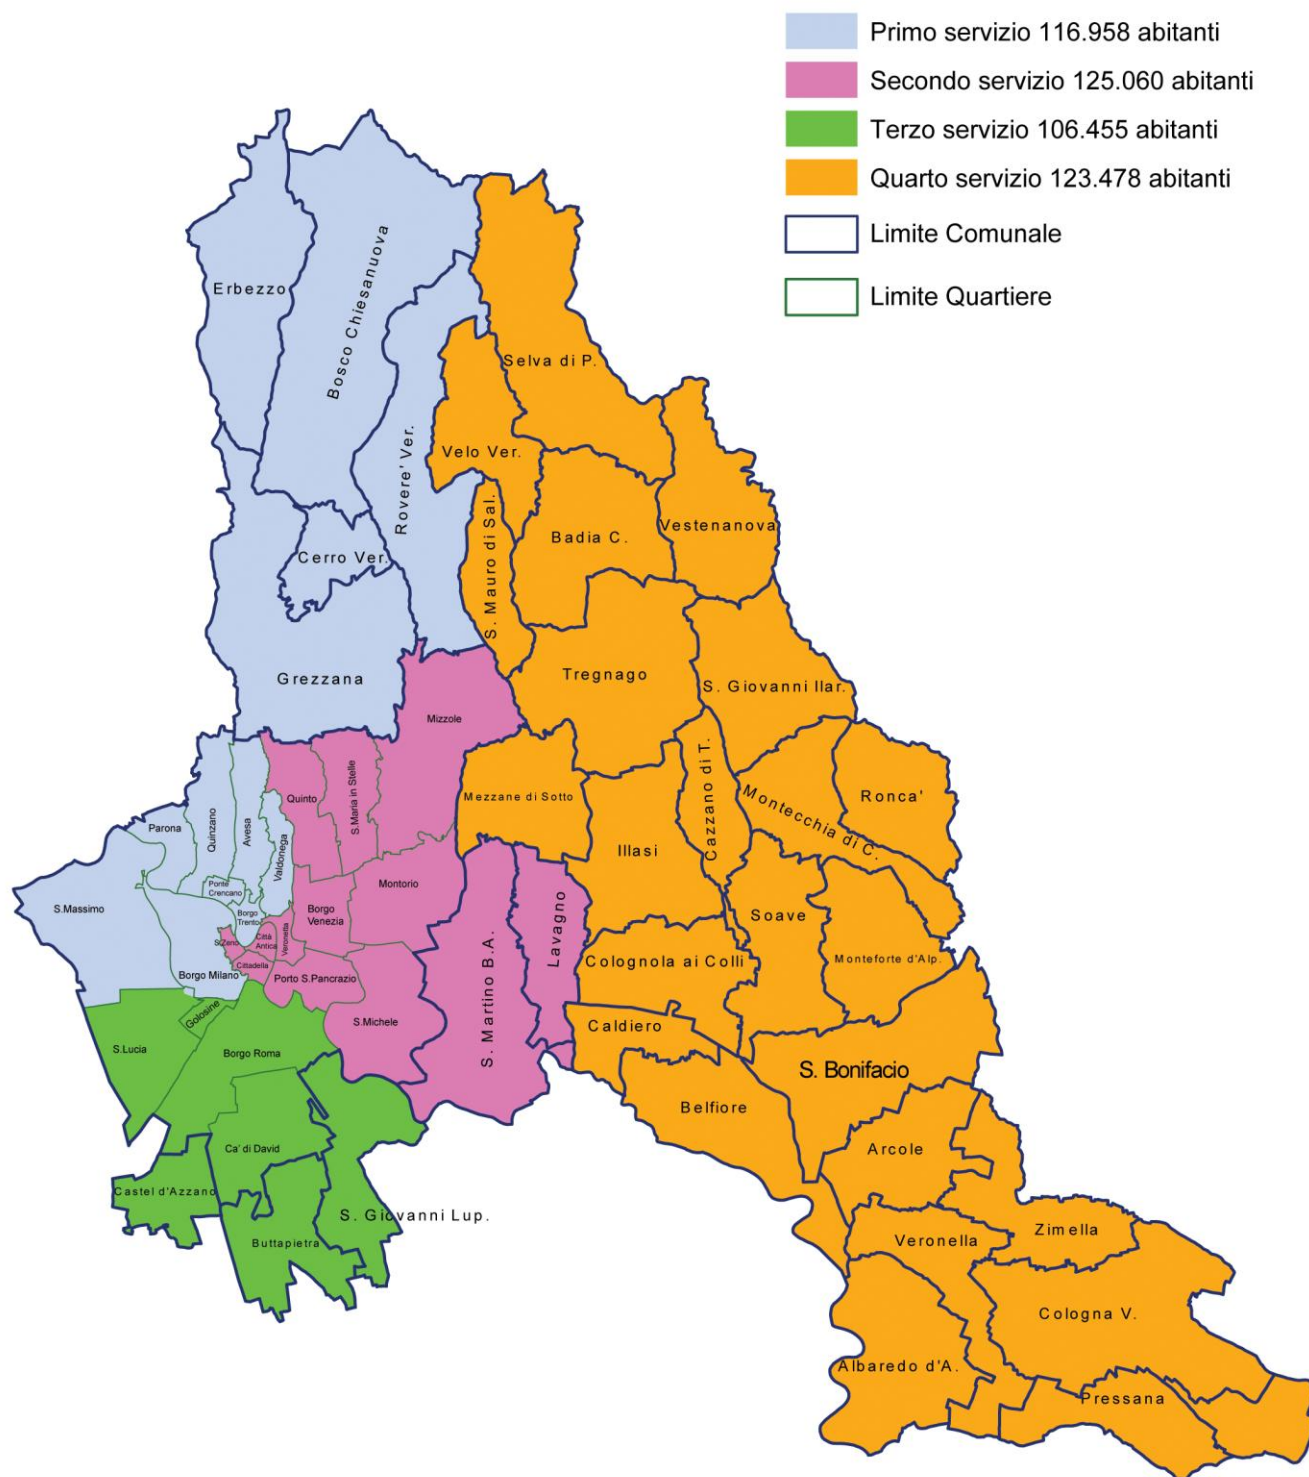 Primo servizio 116.958 abitanti
Secondo servizio 125.060 abitanti
Terzo servizio 106.455 abitanti
Quarto servizio 123.478 abitanti
Limite Comunale
Limite Quartiere
Erbezzo
Bosco Chiesanuova
Selva di P.
Velo Ver.
Rovere' Ver.
Vestenanova
Badia C.
Cerro Ver.
S. Mauro di Sal.
Grezzana
Tregnago
S. Giovanni Ilar.
Mizzole
Mezzane di Sotto
Cazzano di T.
Ronca'
Montecchia di C.
Quinto
S.Maria in Stelle
Parona
Quinzano
Avesa
Valdonega
Illasi
Ponte
Crencano
Montorio
S.Massimo
Borgo
Trento
Borgo
Venezia
Città
Antica
Veronetta
S.Zeno
Cittadella
Lavagno
Soave
Colognola ai Colli
Monteforte d'Alp.
Borgo Milano
Porto S.Pancrazio
S. Martino B.A.
Golosine
S.Michele
Caldiero
S.Lucia
Borgo Roma
S. Bonifacio
Belfiore
Ca' di David
Arcole
Castel d'Azzano
S. Giovanni Lup.
Buttapietra
Veronella
Zimella
Cologna V.
Albaredo d'A.
Pressana